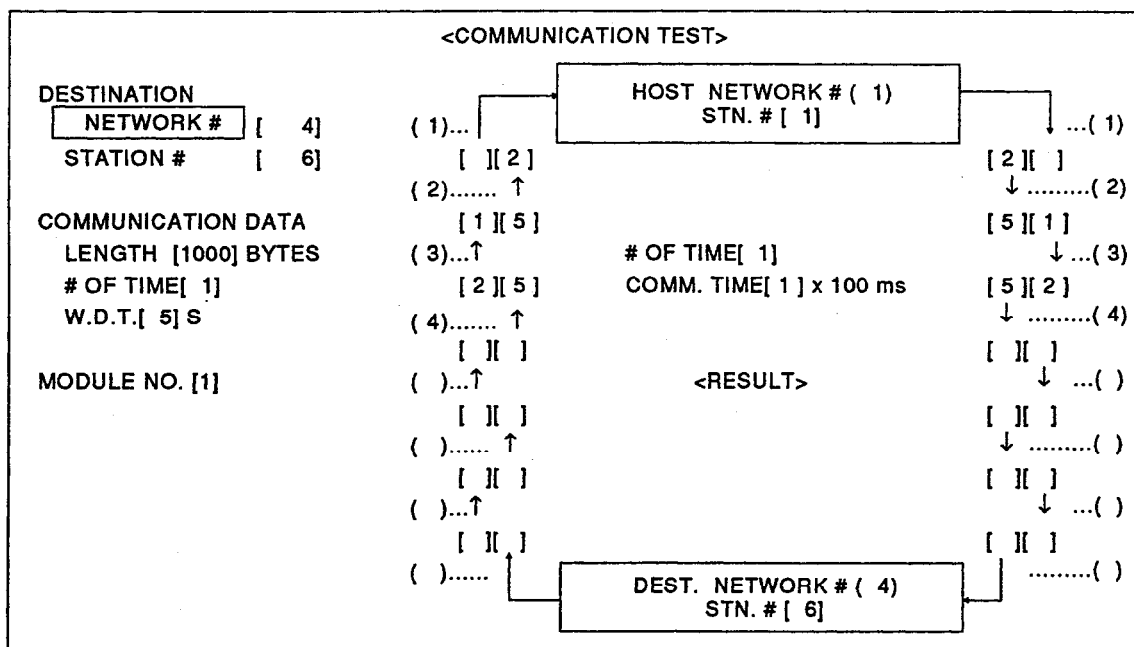 <COMMUNICATION TEST>
DESTINATION
NETWORK # [ 4]
STATION # [ 6]
COMMUNICATION DATA
LENGTH [1000] BYTES
# OF TIME[ 1]
W.D.T.[ 5] S
MODULE NO. [1]
( 1)...
[ ][ 2 ]
( 2)....... ↑
[ 1 ][ 5 ]
( 3)...↑
[ 2 ][ 5 ]
( 4)....... ↑
[ ][ ]
( )...↑
[ ][ ]
( )...... ↑
[ ][ ]
( )...↑
[ ][ ]
( )......
HOST NETWORK # ( 1)
STN. # [ 1]
# OF TIME[ 1]
COMM. TIME[ 1 ] x 100 ms
<RESULT>
DEST. NETWORK # ( 4)
STN. # [ 6]
...( 1)
[ 2 ][ ]
↓ .........( 2)
[ 5 ][ 1 ]
↓ ...( 3)
[ 5 ][ 2 ]
↓ .........( 4)
[ ][ ]
↓ ...( )
[ ][ ]
↓ .........( )
[ ][ ]
↓ ...( )
[ ][ ]
.........( )